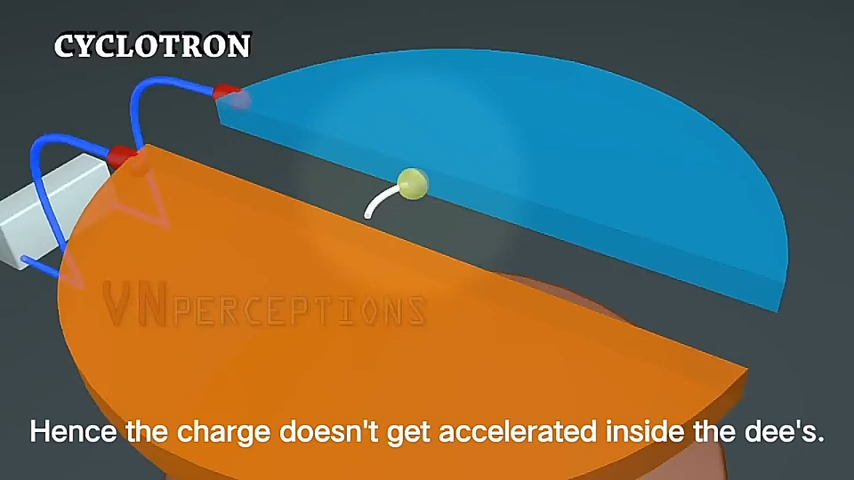 CYCLOTRON
VNPERCEPTIONS
Hence the charge doesn't get accelerated inside the dee's.